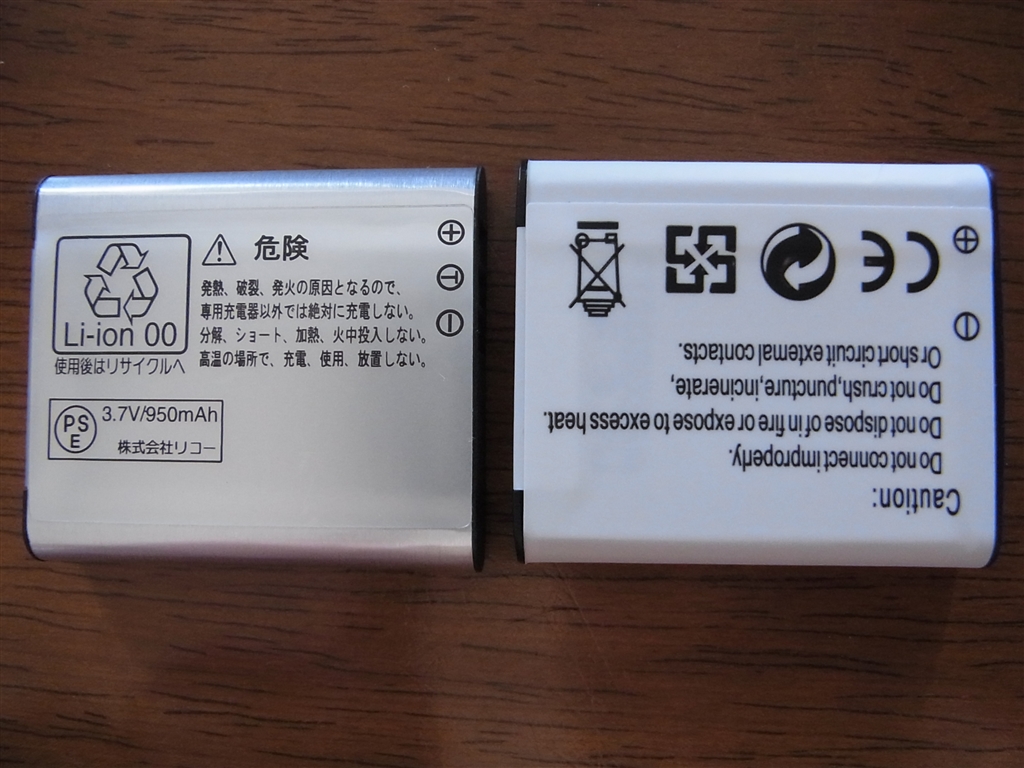 危険
発熱、破裂、発火の原因となるので、
専用充電器以外では絶対に充電しない。
分解、ショート、加熱、火中投入しない。
高温の場所で、充電、使用、放置しない。
Li-ion 00
使用後はリサイクルへ
PS
E
3.7V/950mAh
株式会社リコー
⊕
T
⊖
Caution:
Do not connect improperly.
Do not dispose of in fire or expose to excess heat.
Do not crush,puncture,incinerate,
Or short circuit external contacts.
CE
⊕
⊖